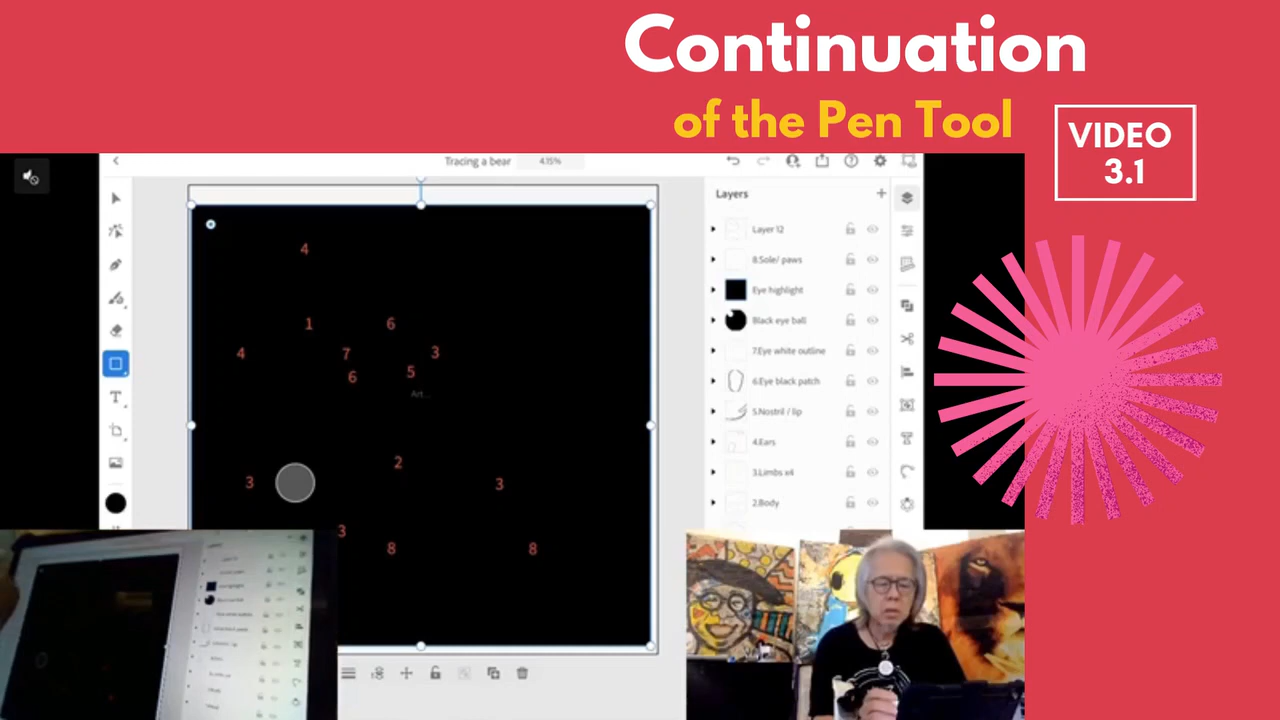 Continuation
of the Pen Tool
VIDEO
3.1
Tracing a bear 4.15%
Layers
Layer 12
8.Sole/ paws
Eye highlight
Black eye ball
7.Eye white outline
6.Eye black patch
5.Nostril / lip
4.Ears
3.Limbs x4
2.Body
4
1 6
4 7 3
6 5
Art...
2
3 3
3
8 8
T